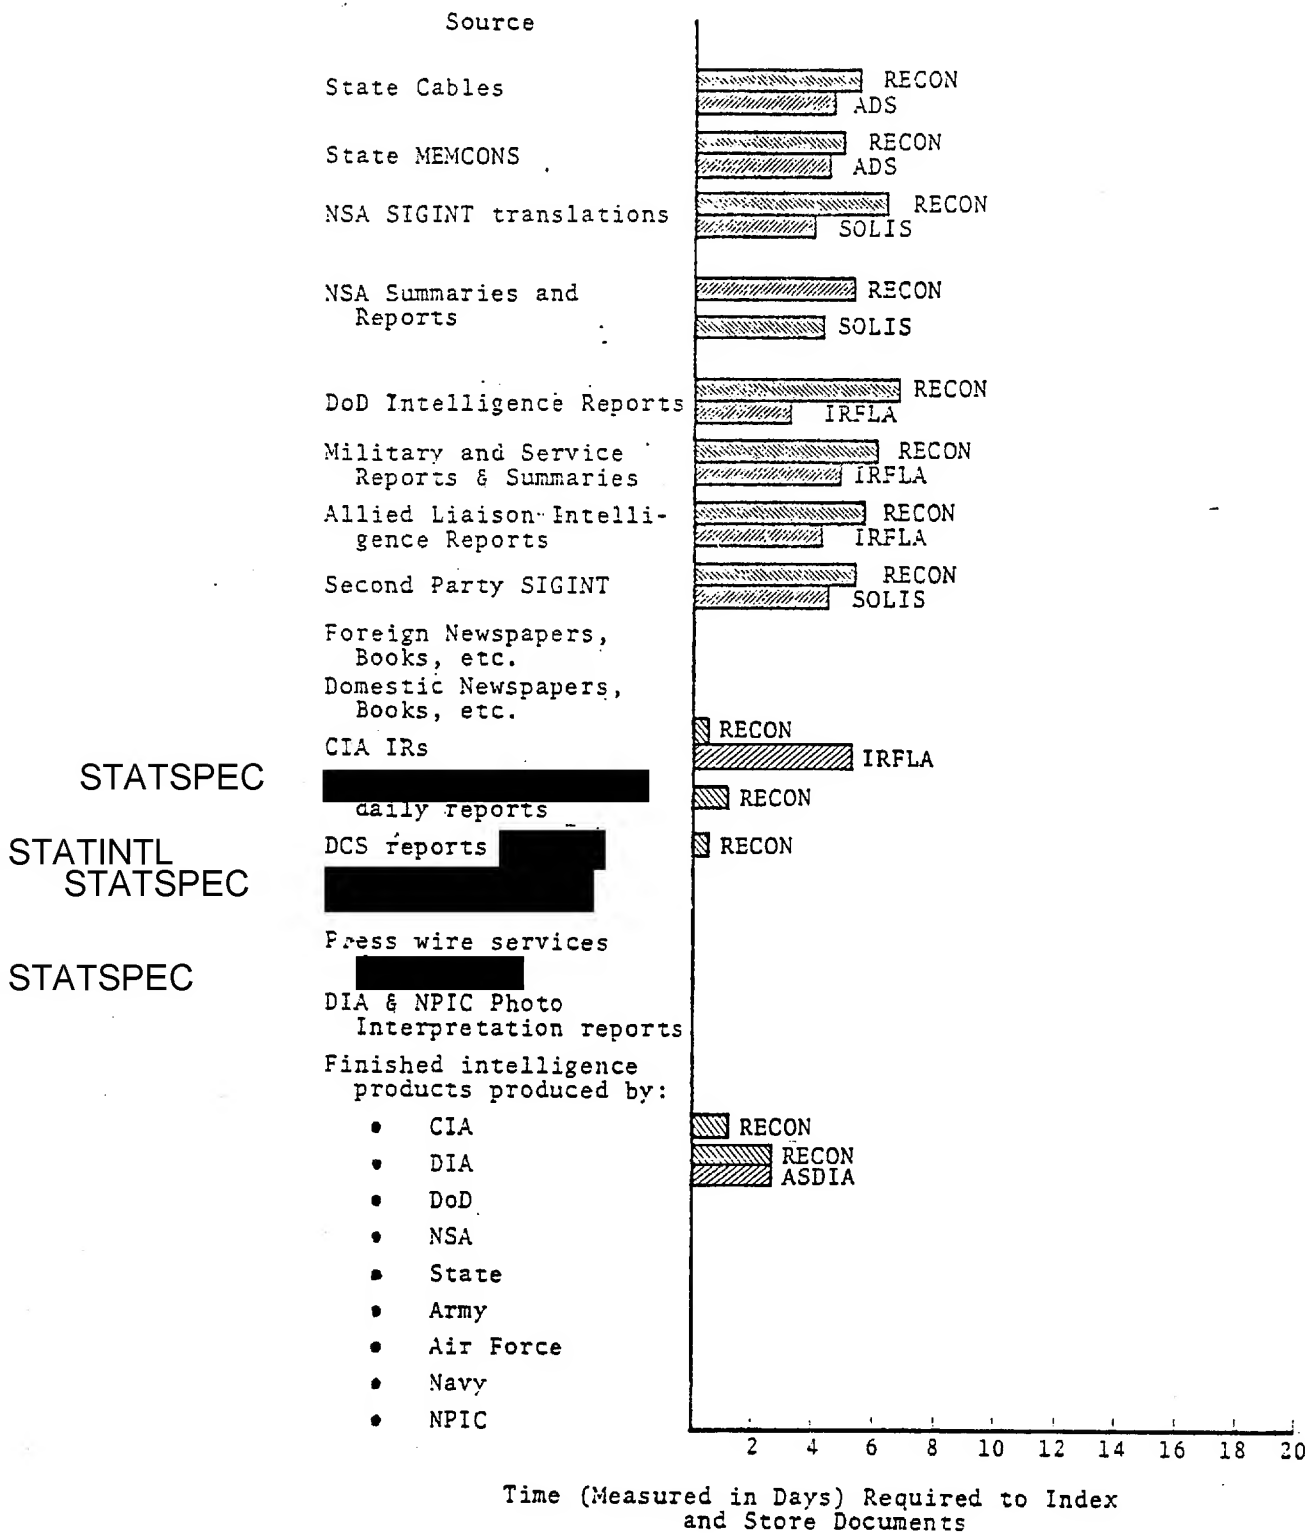 Source
State Cables RECON
ADS
State MEMCONS RECON
ADS
NSA SIGINT translations RECON
SOLIS
NSA Summaries and RECON
Reports SOLIS
DoD Intelligence Reports RECON
IRFLA
Military and Service RECON
Reports & Summaries IRFLA
Allied Liaison Intelli- RECON
gence Reports IRFLA
Second Party SIGINT RECON
SOLIS
Foreign Newspapers,
Books, etc.
Domestic Newspapers,
Books, etc.
RECON
CIA IRs IRFLA
STATSPEC
daily reports RECON
STATINTL DCS reports RECON
STATSPEC
Press wire services
STATSPEC
DIA & NPIC Photo
Interpretation reports
Finished intelligence
products produced by:
• CIA RECON
• DIA RECON
ASDIA
• DoD
• NSA
• State
• Army
• Air Force
• Navy
• NPIC
2 4 6 8 10 12 14 16 18 20
Time (Measured in Days) Required to Index
and Store Documents